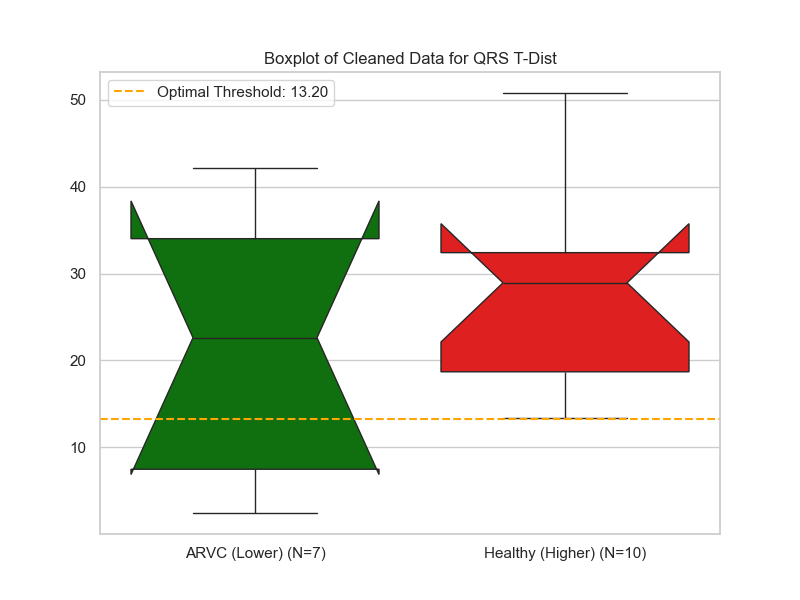 Boxplot of Cleaned Data for QRS T-Dist
Optimal Threshold: 13.20
50
40
30
20
10
ARVC (Lower) (N=7)
Healthy (Higher) (N=10)